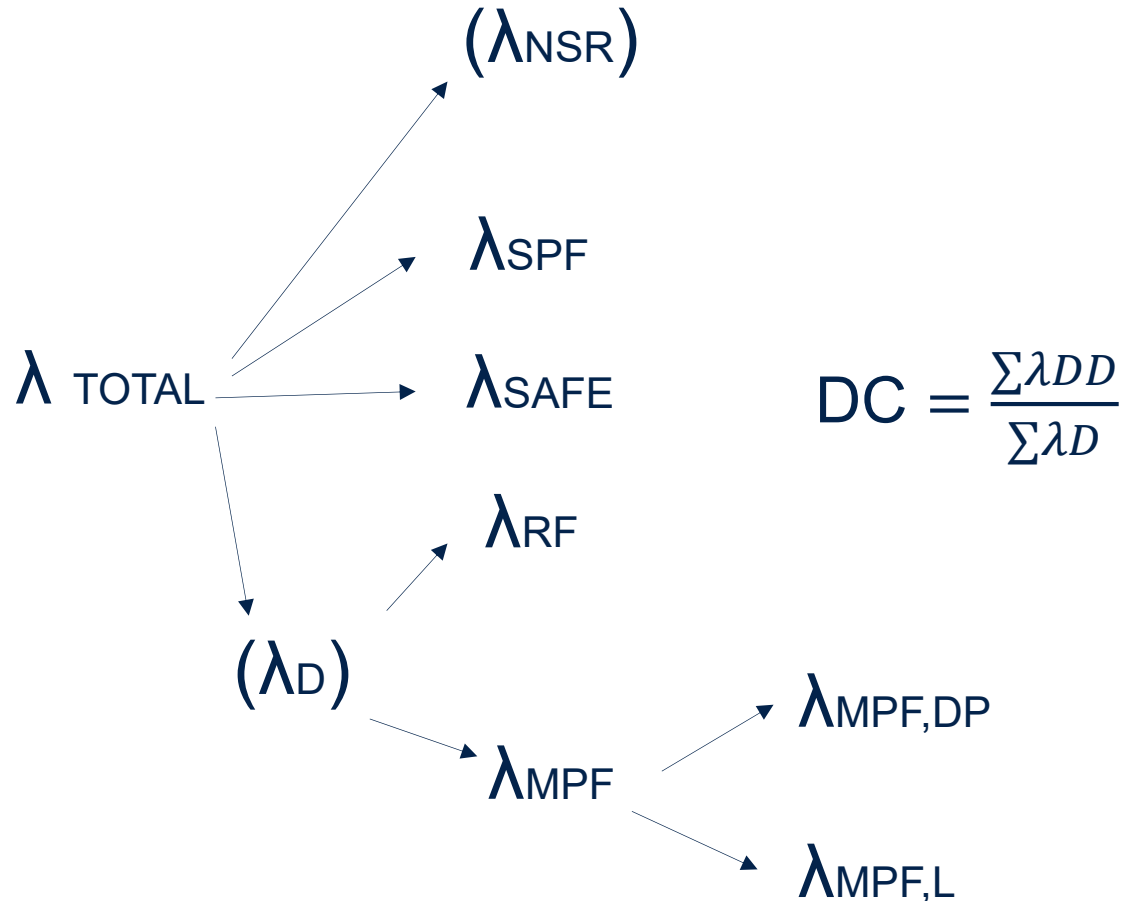 (λNSR)
λSPF
λ TOTAL
λSAFE
DC = ∑λDD / ∑λD
λRF
(λD)
λMPF,DP
λMPF
λMPF,L